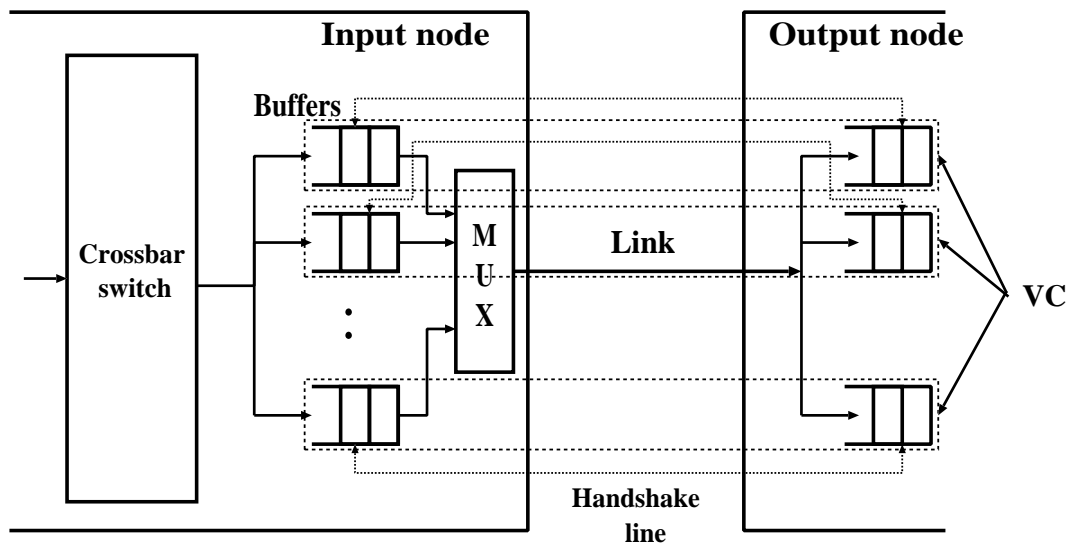 Input node
Output node
Buffers
Crossbar
switch
M
U
X
Link
VC
Handshake
line